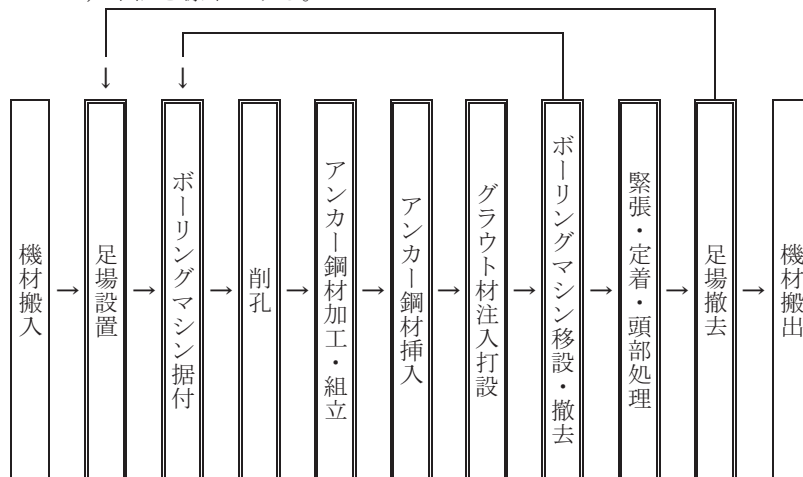 機材搬入
→
足場設置
→
ボーリングマシン据付
→
削孔
→
アンカー鋼材加工・組立
→
アンカー鋼材挿入
→
グラウト材注入打設
→
ボーリングマシン移設・撤去
→
緊張・定着・頭部処理
→
足場撤去
→
機材搬出